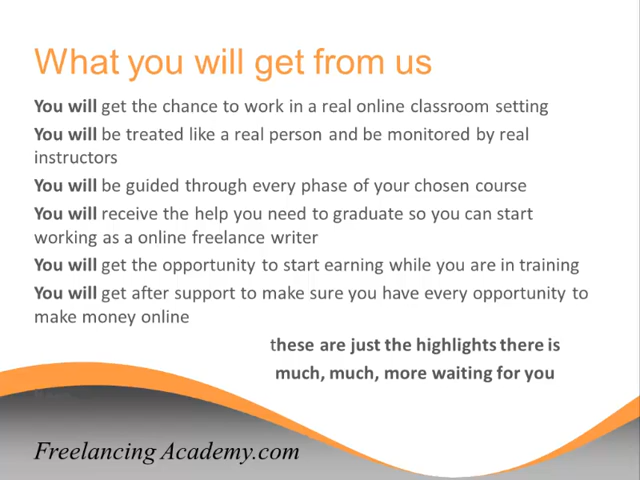 What you will get from us
You will get the chance to work in a real online classroom setting
You will be treated like a real person and be monitored by real
instructors
You will be guided through every phase of your chosen course
You will receive the help you need to graduate so you can start
working as a online freelance writer
You will get the opportunity to start earning while you are in training
You will get after support to make sure you have every opportunity to
make money online
these are just the highlights there is
much, much, more waiting for you
Freelancing Academy.com